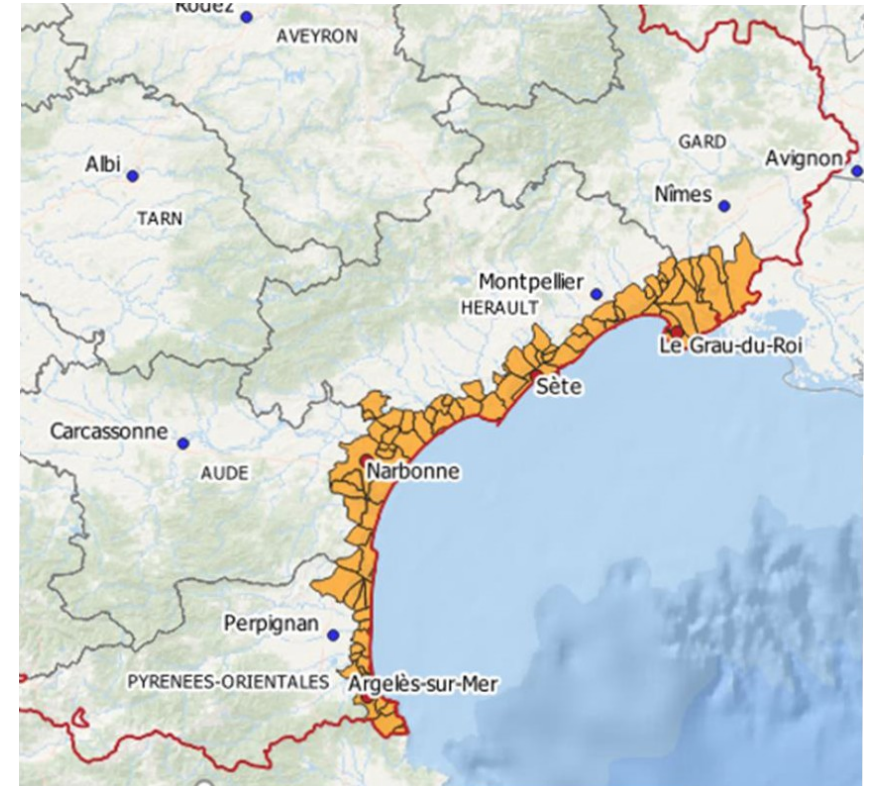 Rodez
AVEYRON
GARD
Avignon
Albi
Nîmes
TARN
Montpellier
HERAULT
Le Grau-du-Roi
Sète
Carcassonne
Narbonne
AUDE
Perpignan
PYRENEES-ORIENTALES
Argelès-sur-Mer